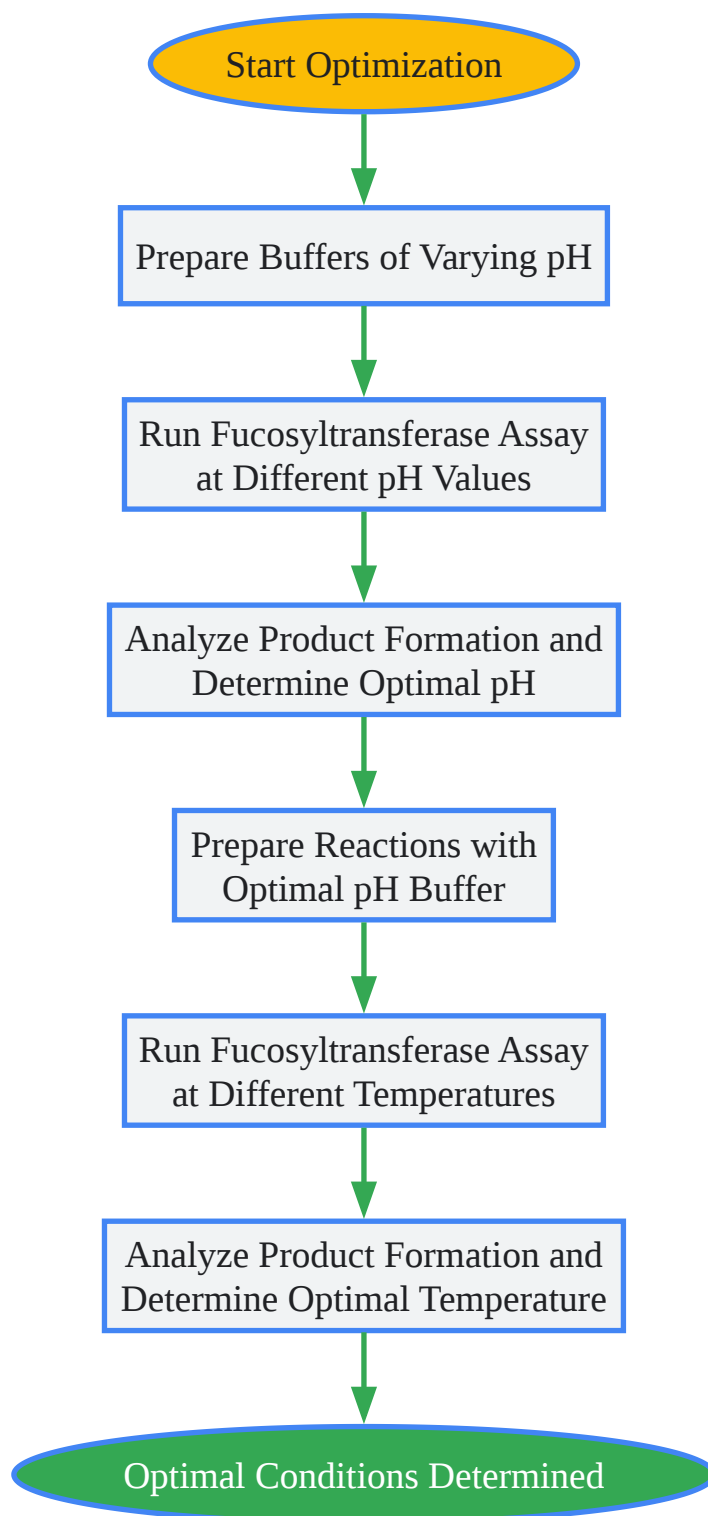 Start Optimization
Prepare Buffers of Varying pH
Run Fucosyltransferase Assay
at Different pH Values
Analyze Product Formation and
Determine Optimal pH
Prepare Reactions with
Optimal pH Buffer
Run Fucosyltransferase Assay
at Different Temperatures
Analyze Product Formation and
Determine Optimal Temperature
Optimal Conditions Determined